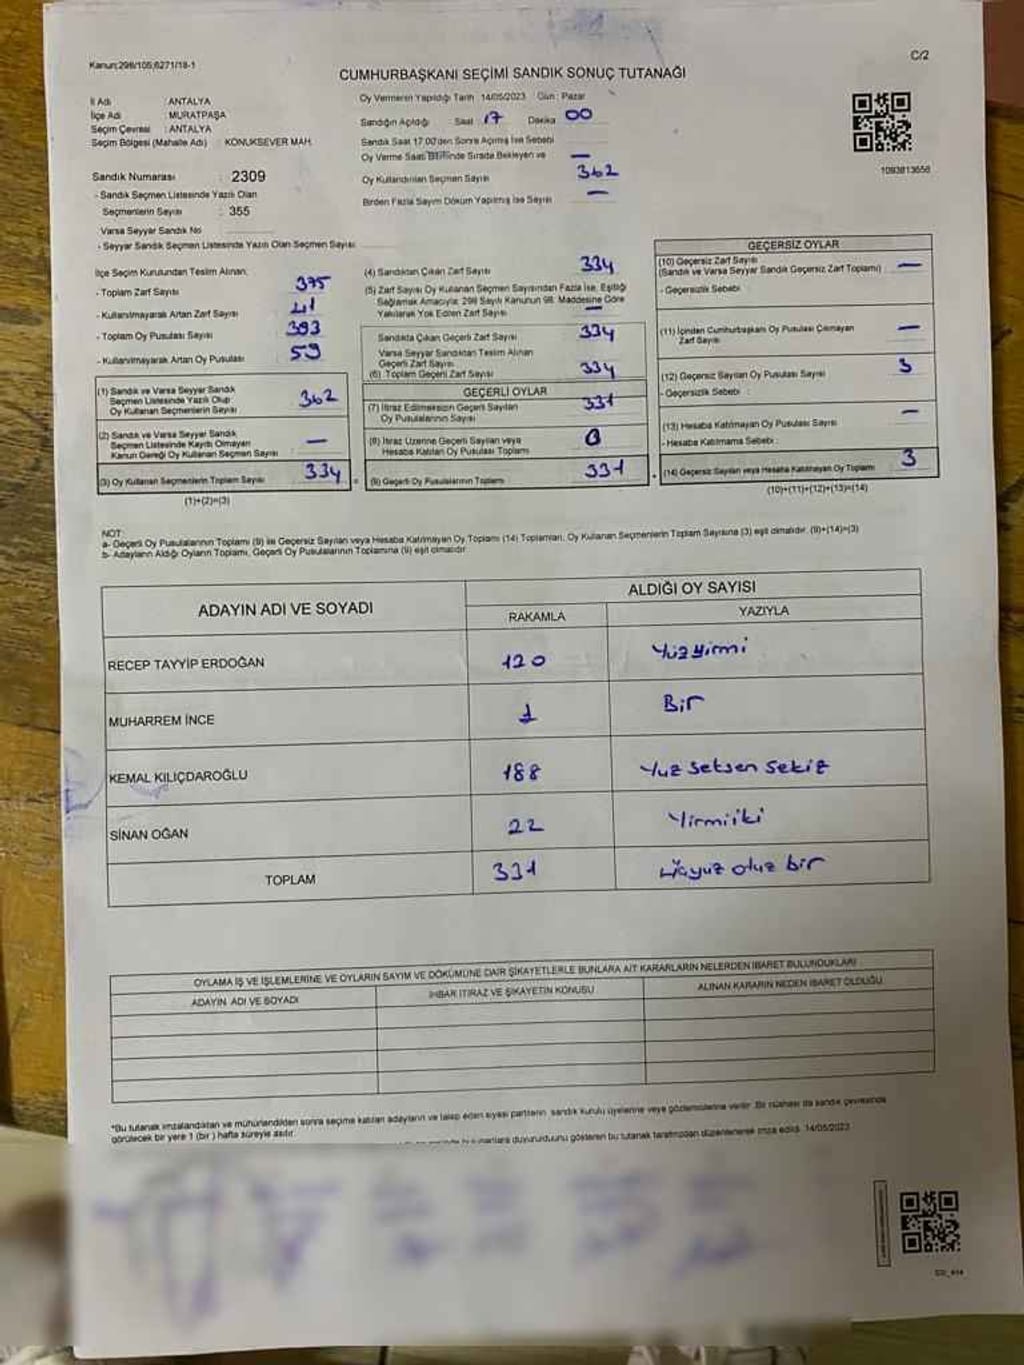 Kanun:298/105,6271/18-1
C/2
CUMHURBAŞKANI SEÇİMİ SANDIK SONUÇ TUTANAĞI
İl Adı : ANTALYA
İlçe Adı : MURATPAŞA
Seçim Çevresi : ANTALYA
Seçim Bölgesi (Mahalle Adı) : KONUKSEVER MAH.
Sandık Numarası : 2309
- Sandık Seçmen Listesinde Yazılı Olan
Seçmenlerin Sayısı : 355
Varsa Seyyar Sandık No
- Seyyar Sandık Seçmen Listesinde Yazılı Olan Seçmen Sayısı
Oy Vermenin Yapıldığı Tarih 14/05/2023 Gün : Pazar
Sandığın Açıldığı : Saat 17 Dakika 00
Sandık Saat 17.00'den Sonra Açılmış İse Sebebi
Oy Verme Saati Bitiminde Sırada Bekleyen ve —
Oy Kullandırılan Seçmen Sayısı 362
Birden Fazla Sayım Döküm Yapılmış İse Sayısı —
1093813658
İlçe Seçim Kurulundan Teslim Alınan;
- Toplam Zarf Sayısı 375
- Kullanılmayarak Artan Zarf Sayısı 41
- Toplam Oy Pusulası Sayısı 393
- Kullanılmayarak Artan Oy Pusulası 59
(1) Sandık ve Varsa Seyyar Sandık
Seçmen Listesinde Yazılı Olup
Oy Kullanan Seçmenlerin Sayısı 362
(2) Sandık ve Varsa Seyyar Sandık
Seçmen Listesinde Kayıtlı Olmayan
Kanun Gereği Oy Kullanan Seçmen Sayısı —
(3) Oy Kullanan Seçmenlerin Toplam Sayısı 334
(1)+(2)=(3)
(4) Sandıktan Çıkan Zarf Sayısı 334
(5) Zarf Sayısı Oy Kullanan Seçmen Sayısından Fazla İse, Eşitliği
Sağlamak Amacıyla; 298 Sayılı Kanunun 98. Maddesine Göre
Yakılarak Yok Edilen Zarf Sayısı —
Sandıkta Çıkan Geçerli Zarf Sayısı 334
Varsa Seyyar Sandıktan Teslim Alınan
Geçerli Zarf Sayısı
(6) Toplam Geçerli Zarf Sayısı 334
GEÇERLİ OYLAR
(7) İtiraz Edilmeksizin Geçerli Sayılan
Oy Pusulalarının Sayısı 331
(8) İtiraz Üzerine Geçerli Sayılan veya
Hesaba Katılan Oy Pusulası Toplamı 0
(9) Geçerli Oy Pusulalarının Toplamı 331
GEÇERSİZ OYLAR
(10) Geçersiz Zarf Sayısı
(Sandık ve Varsa Seyyar Sandık Geçersiz Zarf Toplamı) —
- Geçersizlik Sebebi :
(11) İçinden Cumhurbaşkanı Oy Pusulası Çıkmayan
Zarf Sayısı —
(12) Geçersiz Sayılan Oy Pusulası Sayısı 3
- Geçersizlik Sebebi :
(13) Hesaba Katılmayan Oy Pusulası Sayısı —
- Hesaba Katılmama Sebebi :
(14) Geçersiz Sayılan veya Hesaba Katılmayan Oy Toplamı 3
(10)+(11)+(12)+(13)=(14)
NOT:
a- Geçerli Oy Pusulalarının Toplamı (9) ile Geçersiz Sayılan veya Hesaba Katılmayan Oy Toplamı (14) Toplamları, Oy Kullanan Seçmenlerin Toplam Sayısına (3) eşit olmalıdır. (9)+(14)=(3)
b- Adayların Aldığı Oyların Toplamı, Geçerli Oy Pusulalarının Toplamına (9) eşit olmalıdır.
ADAYIN ADI VE SOYADI
ALDIĞI OY SAYISI
RAKAMLA YAZIYLA
RECEP TAYYİP ERDOĞAN 120 Yüzyirmi
MUHARREM İNCE 1 Bir
KEMAL KILIÇDAROĞLU 188 Yuz seksen sekiz
SİNAN OĞAN 22 Yirmiiki
TOPLAM 331 üçyuz otuz bir
OYLAMA İŞ VE İŞLEMLERİNE VE OYLARIN SAYIM VE DÖKÜMÜNE DAİR ŞİKAYETLERLE BUNLARA AİT KARARLARIN NELERDEN İBARET BULUNDUKLARI
ADAYIN ADI VE SOYADI
İHBAR İTİRAZ VE ŞİKAYETİN KONUSU
ALINAN KARARIN NEDEN İBARET OLDUĞU
*Bu tutanak imzalandıktan ve mühürlendikten sonra seçime katılan adayların ve talep eden siyasi partilerin sandık kurulu üyelerine veya gözlemcilerine verilir. Bir nüshası da sandık çevresinde
görülecek bir yere 1 (bir) hafta süreyle asılır.
duyurulduğunu gösteren bu tutanak tarafımızdan düzenlenerek imza edildi. 14/05/2023